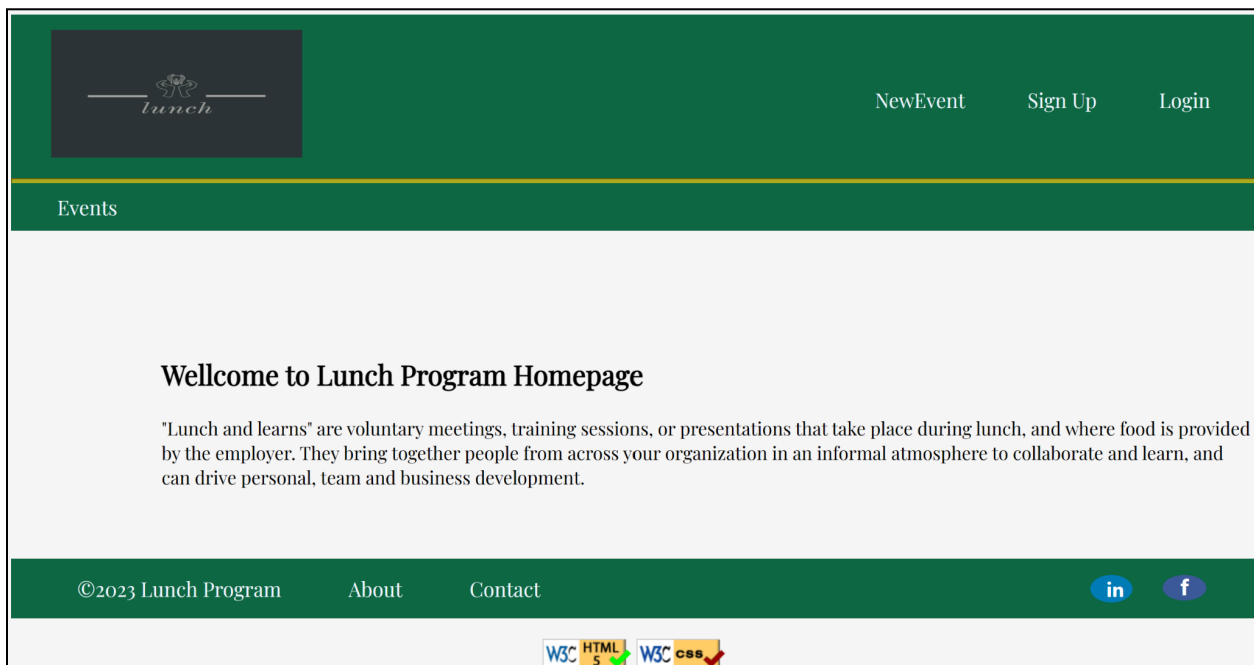 lunch
NewEvent Sign Up Login
Events
Wellcome to Lunch Program Homepage
"Lunch and learns" are voluntary meetings, training sessions, or presentations that take place during lunch, and where food is provided
by the employer. They bring together people from across your organization in an informal atmosphere to collaborate and learn, and
can drive personal, team and business development.
©2023 Lunch Program About Contact in f
W3C HTML 5 W3C css